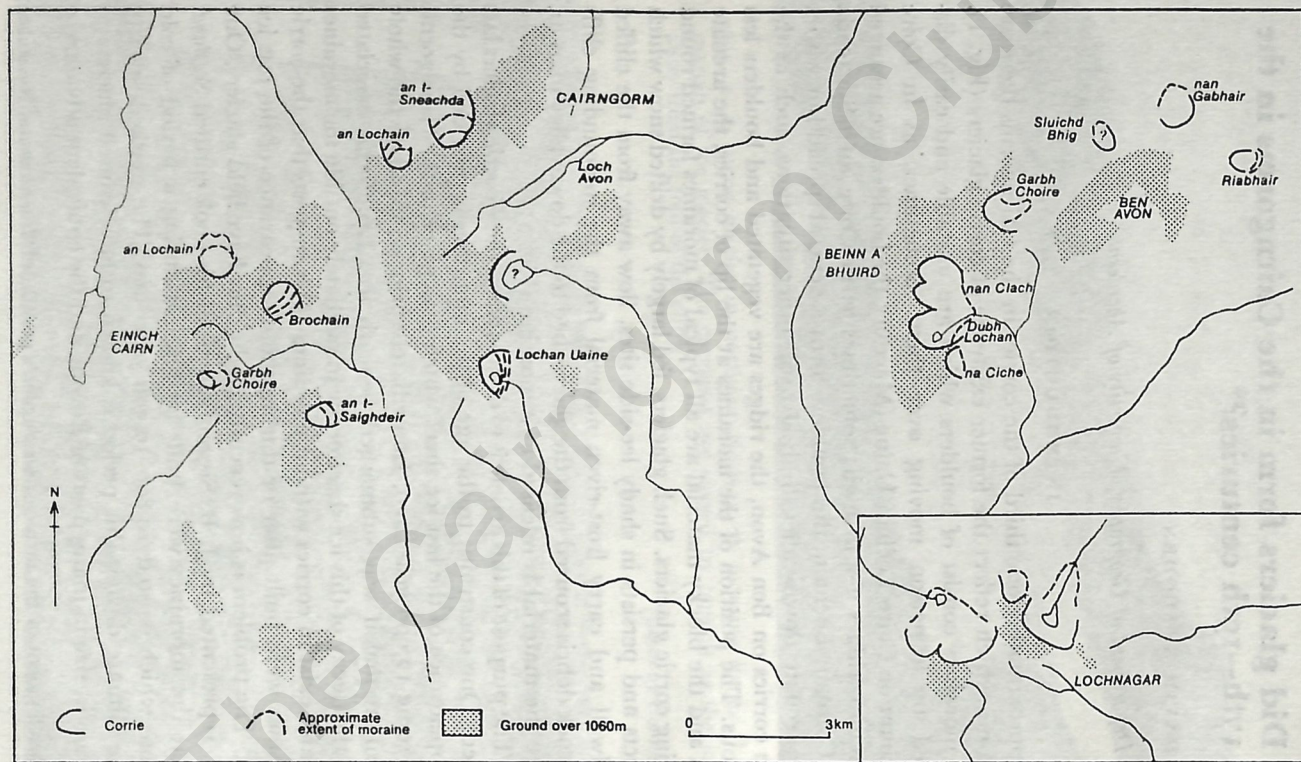 an t-
Sneachda
CAIRNGORM
an Lochain
Loch
Avon
nan
Gabhair
Sluichd
Bhig
?
Riabhair
Garbh
Choire
BEN
AVON
an Lochain
Brochain
EINICH
CAIRN
Garbh
Choire
an t-
Saighdeir
?
Lochan Uaine
BEINN A'
BHUIRD
nan Clach
Dubh
Lochan
na Ciche
N
LOCHNAGAR
Corrie
Approximate
extent of moraine
Ground over 1060m
0
3km
The Cairngorm Club